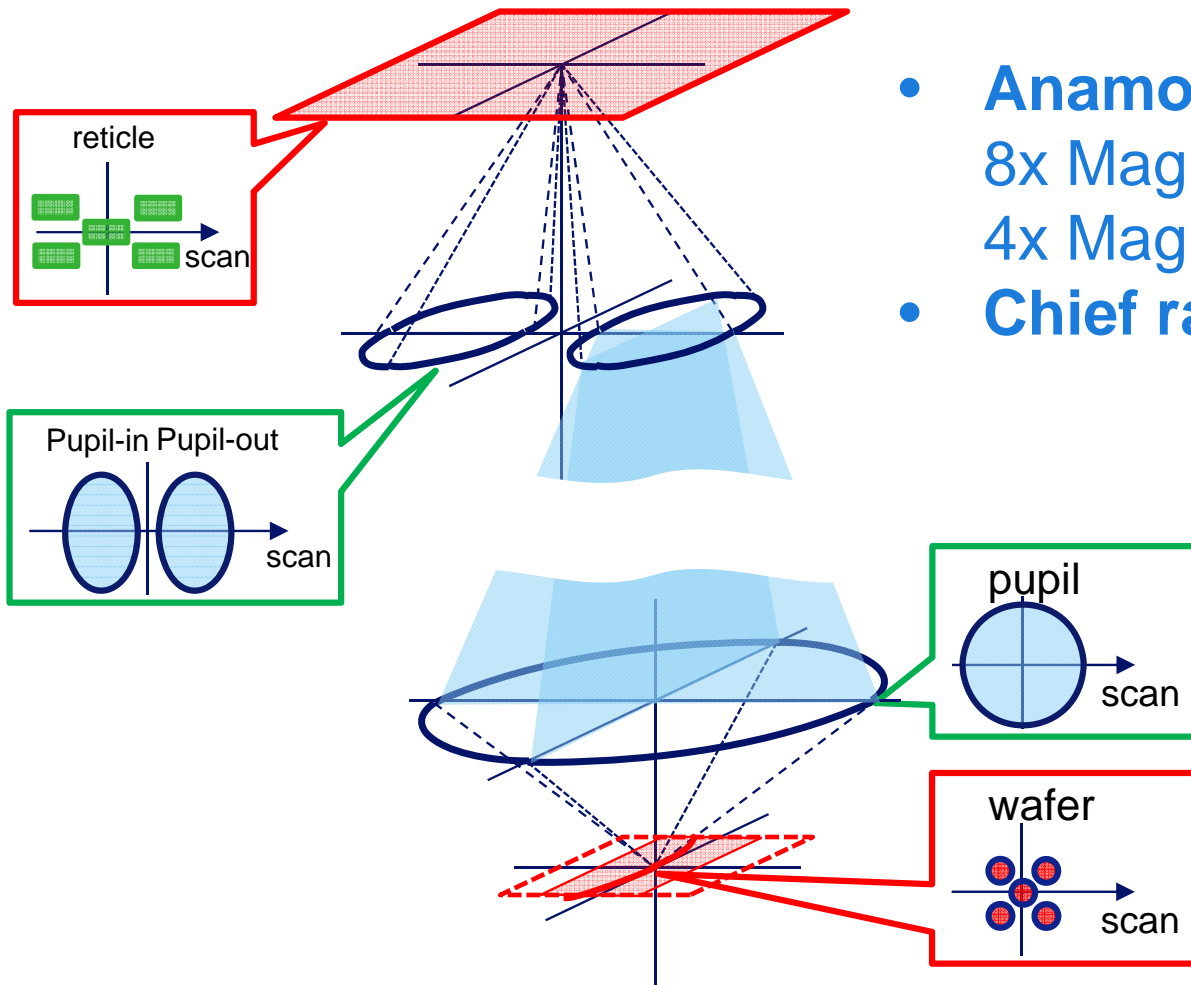 • Anamo
8x Mag
4x Mag
• Chief ra
reticle
scan
Pupil-in Pupil-out
scan
pupil
scan
wafer
scan